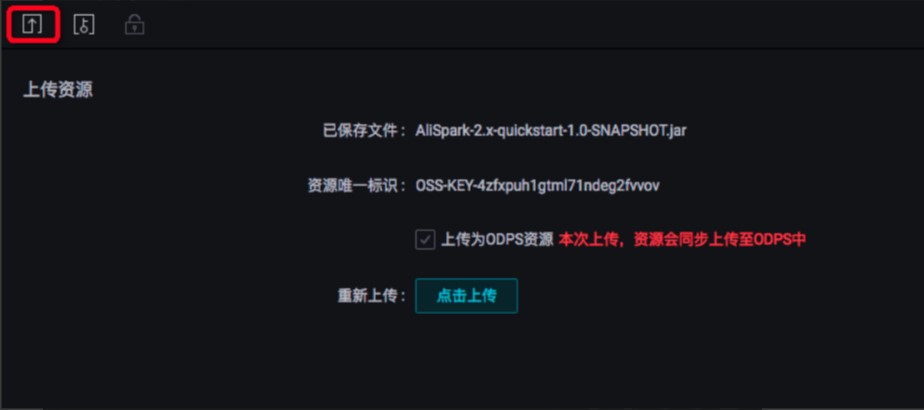 上传资源
已保存文件： AliSpark-2.x-quickstart-1.0-SNAPSHOT.jar
资源唯一标识： OSS-KEY-4zfxpuh1gtml71ndeg2fvvov
上传为ODPS资源 本次上传，资源会同步上传至ODPS中
重新上传： 点击上传